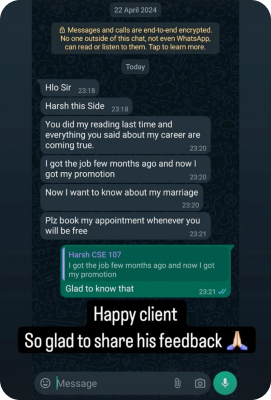 22 April 2024
Messages and calls are end-to-end encrypted.
No one outside of this chat, not even WhatsApp,
can read or listen to them. Tap to learn more.
Today
Hlo Sir 23:18
Harsh this Side 23:18
You did my reading last time and
everything you said about my career are
coming true. 23:20
I got the job few months ago and now I
got my promotion 23:20
Now I want to know about my marriage
23:20
Plz book my appointment whenever you
will be free 23:21
Harsh CSE 107
I got the job few months ago and now I got
my promotion
Glad to know that 23:21
Happy client
So glad to share his feedback 🙏🏻
Message